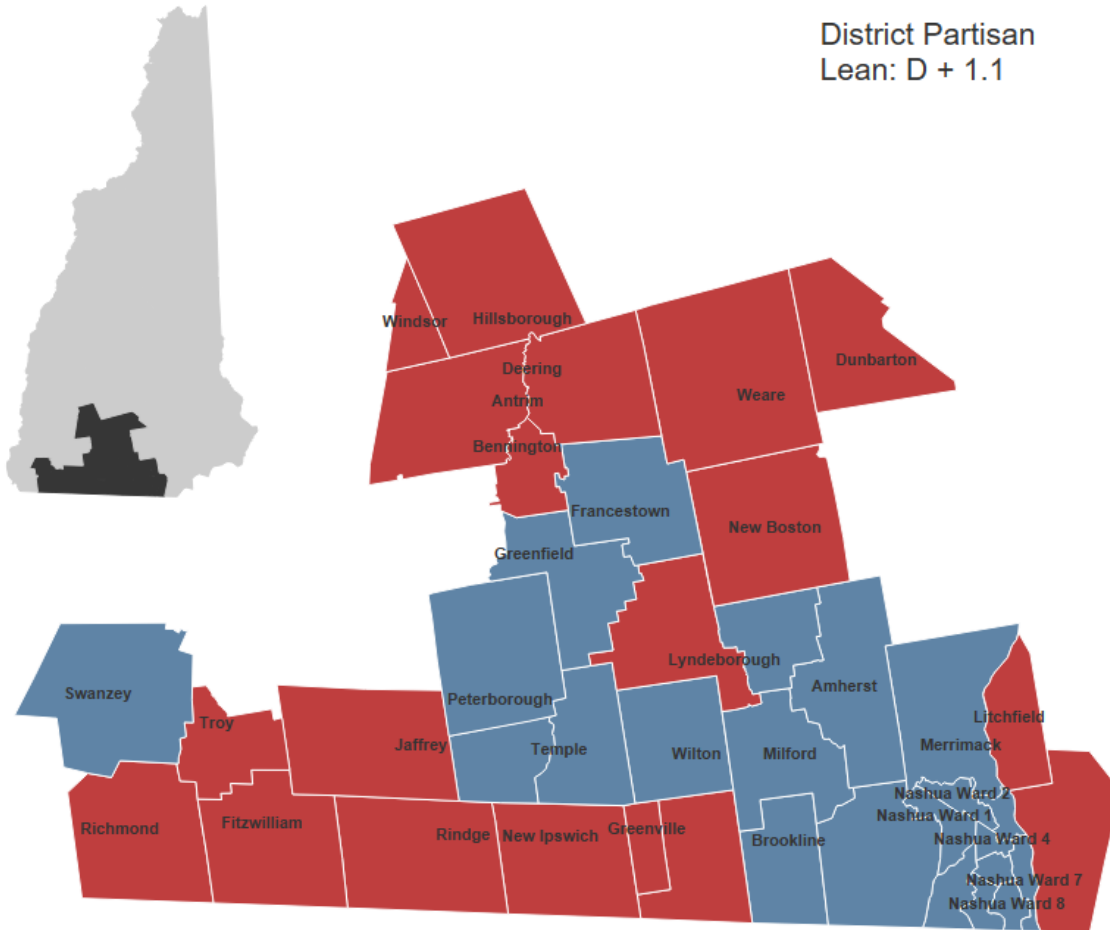 District Partisan
Lean: D + 1.1
Windsor
Hillsborough
Deering
Dunbarton
Antrim
Weare
Bennington
Francestown
New Boston
Greenfield
Lyndeborough
Swanzey
Peterborough
Amherst
Troy
Litchfield
Jaffrey
Temple
Wilton
Milford
Merrimack
Nashua Ward 2
Nashua Ward 1
Richmond
Fitzwilliam
Rindge
New Ipswich
Greenville
Brookline
Nashua Ward 4
Nashua Ward 7
Nashua Ward 8